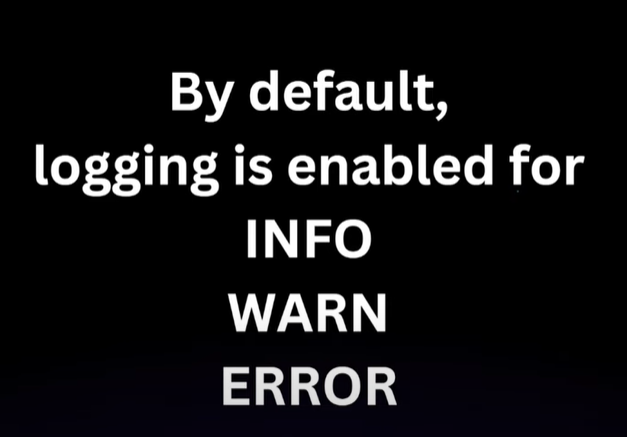 By default,
logging is enabled for
INFO
WARN
ERROR